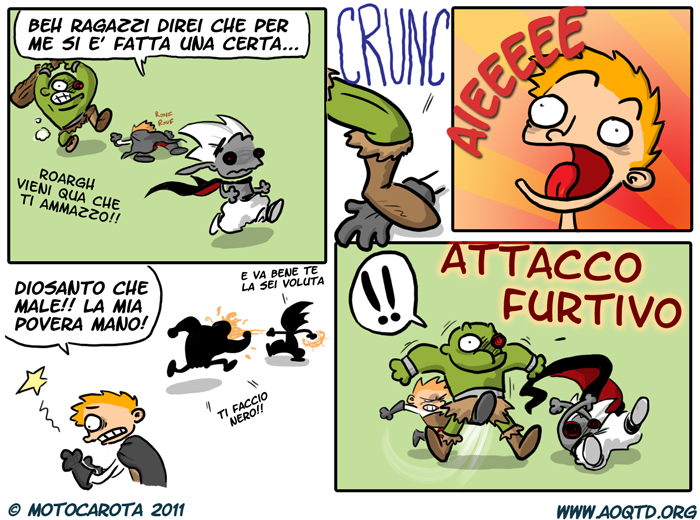 BEH RAGAZZI DIREI CHE PER
ME SI E' FATTA UNA CERTA...
RONF
RONF
ROARGH
VIENI QUA CHE
TI AMMAZZO!!
CRUNC
AIEEEEE
DIOSANTO CHE
MALE!! LA MIA
POVERA MANO!
E VA BENE TE
LA SEI VOLUTA
TI FACCIO
NERO!!
ATTACCO
FURTIVO
!!
© MOTOCAROTA 2011
WWW.AOQTD.ORG